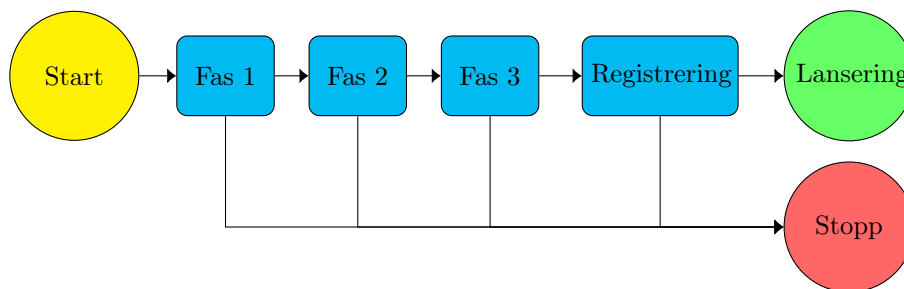 Start
Fas 1
Fas 2
Fas 3
Registrering
Lansering
Stopp